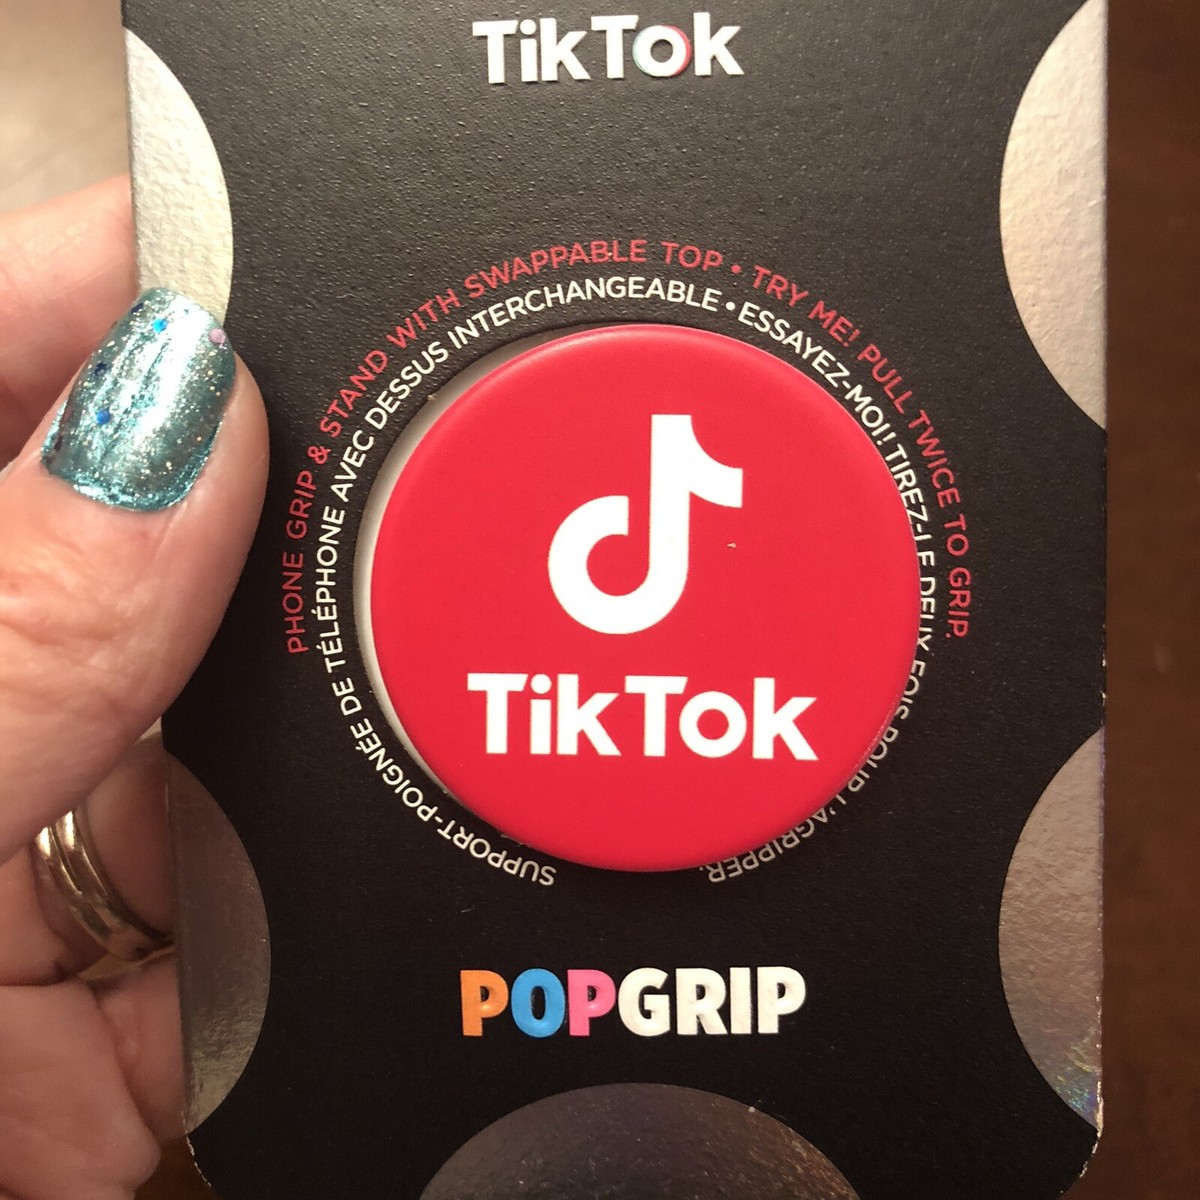 TikTok
PHONE GRIP & STAND WITH SWAPPABLE TOP • TRY ME! PULL TWICE TO GRIP.
SUPPORT-POIGNÉE DE TÉLÉPHONE AVEC DESSUS INTERCHANGEABLE • ESSAYEZ-MOI! TIREZ-LE DEUX FOIS POUR L'AGRIPPER.
TikTok
POPGRIP